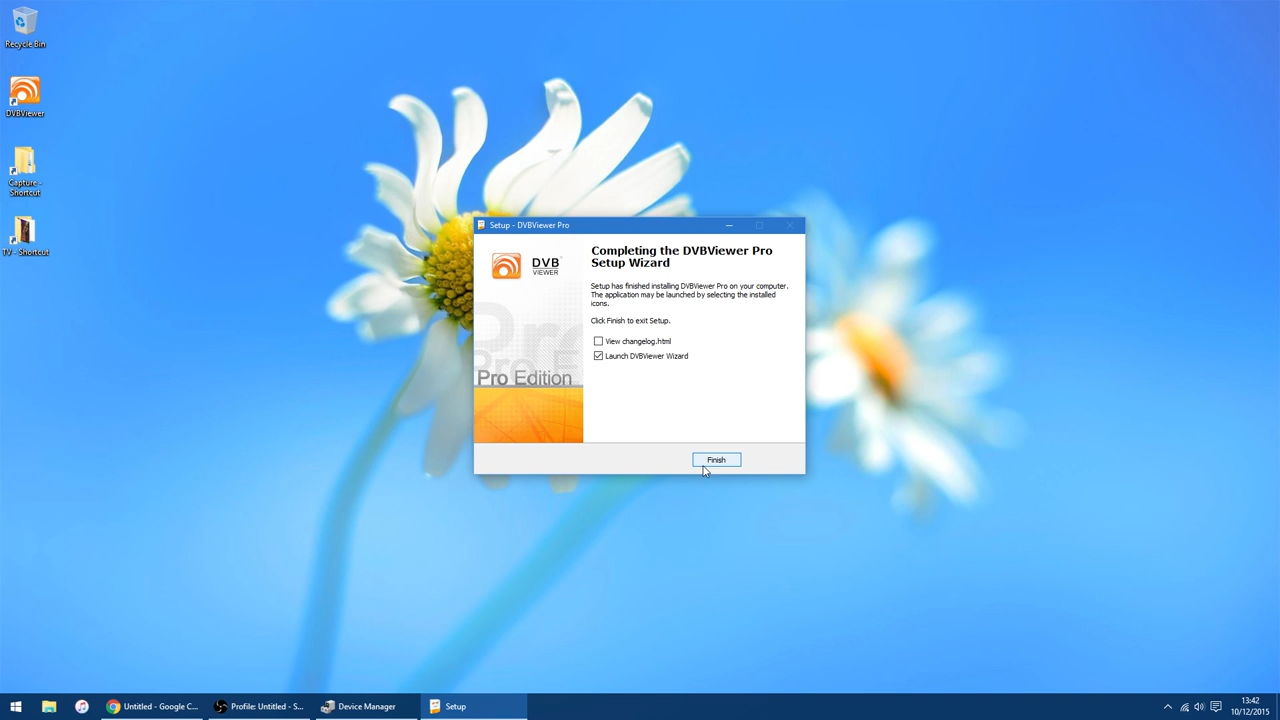 Recycle Bin
DVBViewer
Capture -
Shortcut
TV - Shortcut
Setup - DVBViewer Pro
DVB
VIEWER
Pro Edition
Completing the DVBViewer Pro
Setup Wizard
Setup has finished installing DVBViewer Pro on your computer.
The application may be launched by selecting the installed
icons.
Click Finish to exit Setup.
View changelog.html
Launch DVBViewer Wizard
Finish
Untitled - Google C...
Profile: Untitled - S...
Device Manager
Setup
13:42
10/12/2015